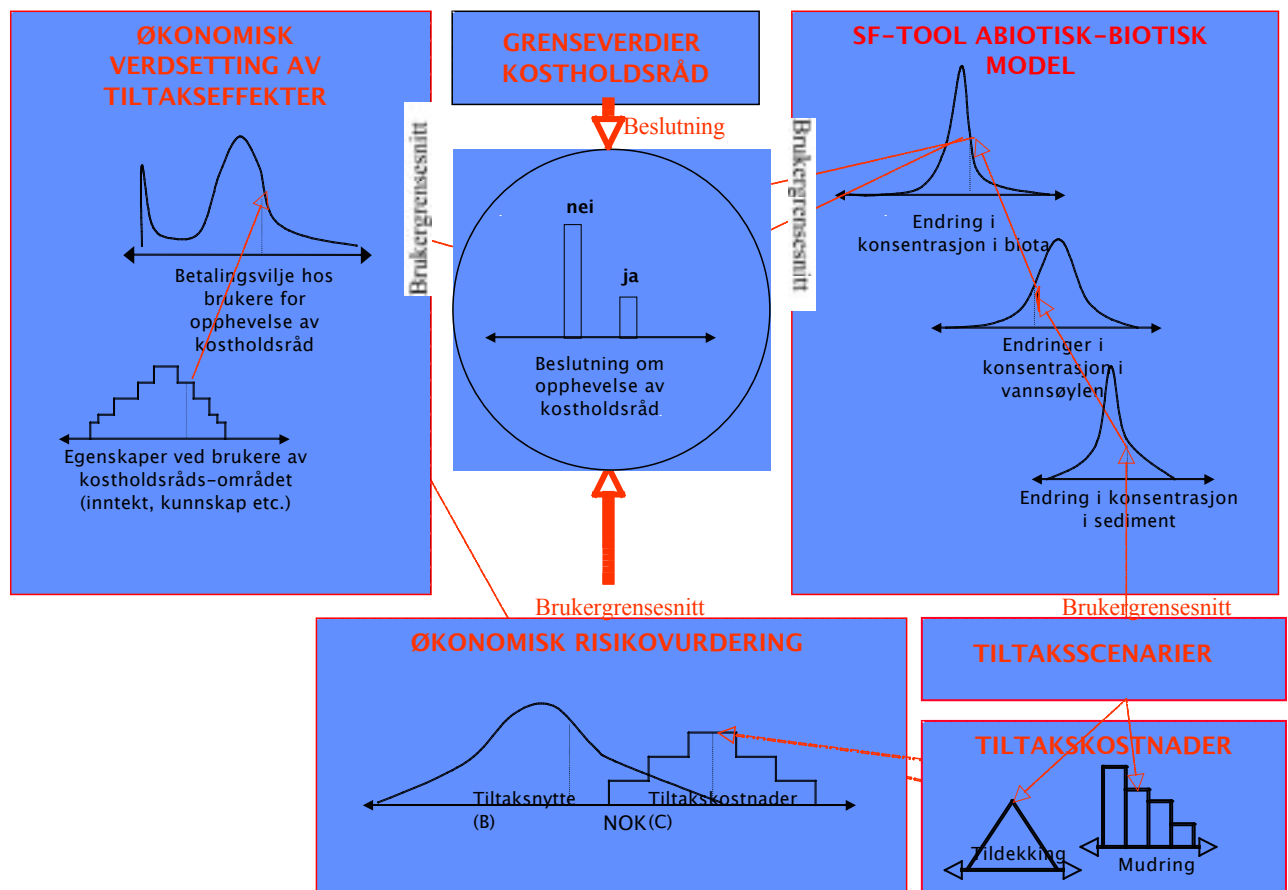 ØKONOMISK
VERDSETTING AV
TILTAKSEFFEKTER
Betalingsvilje hos
brukere for
opphevelse av
kostholdsråd
Egenskaper ved brukere av
kostholdsråds-området
(inntekt, kunnskap etc.)
Brukergrensesnitt
GRENSEVERDIER
KOSTHOLDSRÅD
Beslutning
nei
ja
Beslutning om
opphevelse av
kostholdsråd
Brukergrensesnitt
Brukergrensesnitt
SF-TOOL ABIOTISK-BIOTISK
MODEL
Endring i
konsentrasjon i biota
Endringer i
konsentrasjon i
vannsøylen
Endring i konsentrasjon
i sediment
Brukergrensesnitt
ØKONOMISK RISIKOVURDERING
Tiltaksnytte
(B)
NOK
Tiltakskostnader
(C)
TILTAKSSCENARIER
TILTAKSKOSTNADER
Tildekking
Mudring